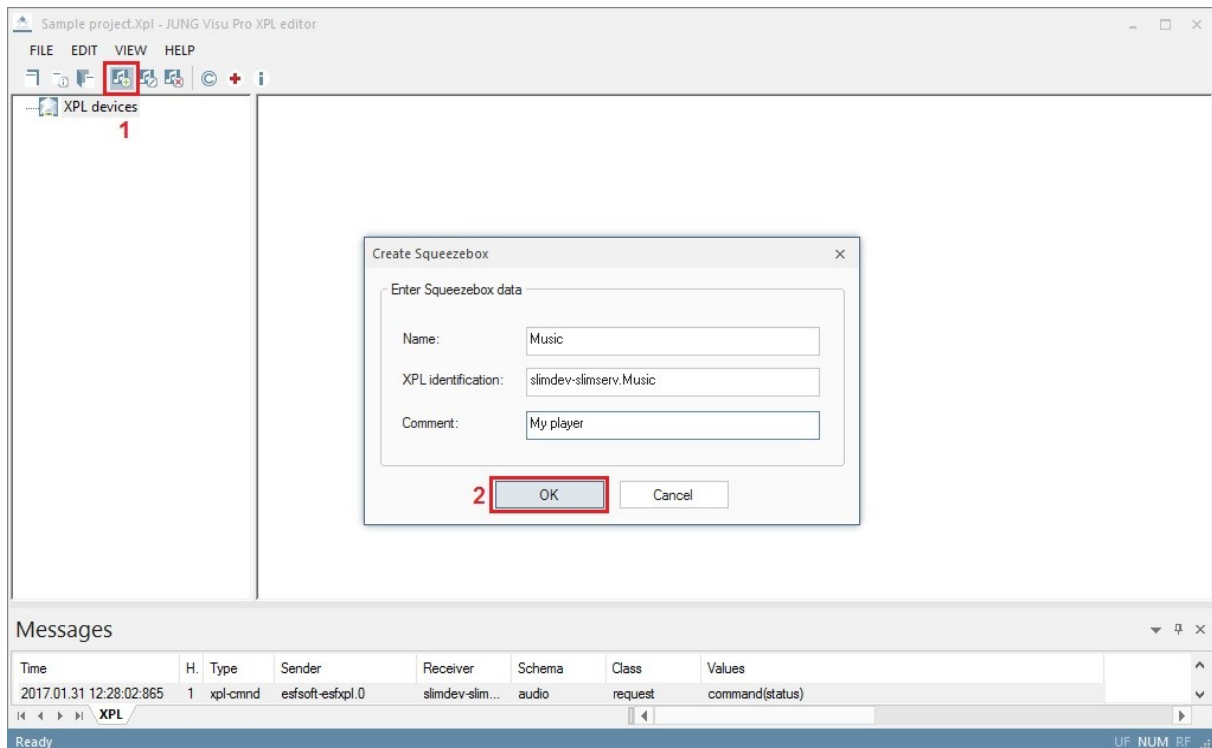 Sample project.Xpl - JUNG Visu Pro XPL editor
FILE EDIT VIEW HELP
XPL devices
1
Create Squeezebox
Enter Squeezebox data
Name: Music
XPL identification: slimdev-slimserv.Music
Comment: My player
2 OK Cancel
Messages
Time H. Type Sender Receiver Schema Class Values
2017.01.31 12:28:02:865 1 xpl-cmnd esfsoft-esfxpl.0 slimdev-slim... audio request command(status)
XPL
Ready UF NUM RF